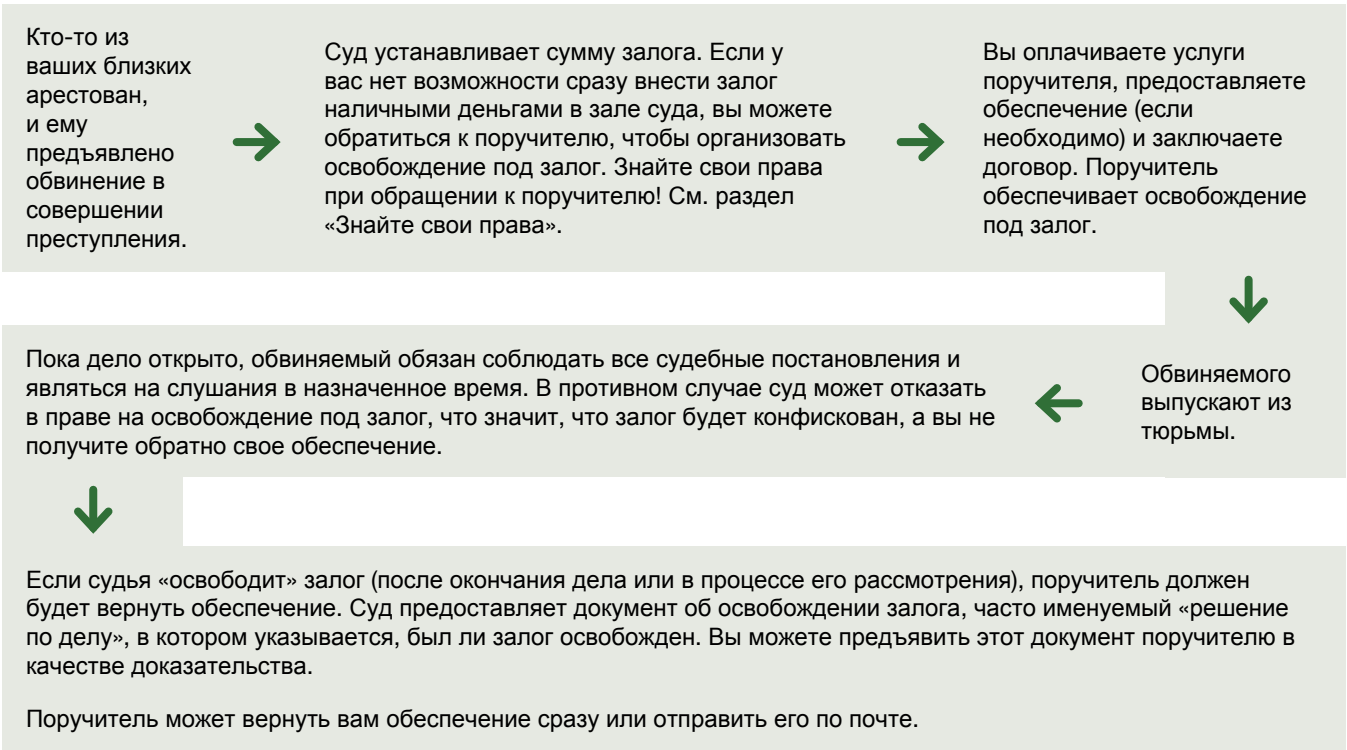 Кто-то из
ваших близких
арестован,
и ему
предъявлено
обвинение в
совершении
преступления.
Суд устанавливает сумму залога. Если у
вас нет возможности сразу внести залог
наличными деньгами в зале суда, вы можете
обратиться к поручителю, чтобы организовать
освобождение под залог. Знайте свои права
при обращении к поручителю! См. раздел
«Знайте свои права».
Вы оплачиваете услуги
поручителя, предоставляете
обеспечение (если
необходимо) и заключаете
договор. Поручитель
обеспечивает освобождение
под залог.
Обвиняемого
выпускают из
тюрьмы.
Пока дело открыто, обвиняемый обязан соблюдать все судебные постановления и
являться на слушания в назначенное время. В противном случае суд может отказать
в праве на освобождение под залог, что значит, что залог будет конфискован, а вы не
получите обратно свое обеспечение.
Если судья «освободит» залог (после окончания дела или в процессе его рассмотрения), поручитель должен
будет вернуть обеспечение. Суд предоставляет документ об освобождении залога, часто именуемый «решение
по делу», в котором указывается, был ли залог освобожден. Вы можете предъявить этот документ поручителю в
качестве доказательства.
Поручитель может вернуть вам обеспечение сразу или отправить его по почте.